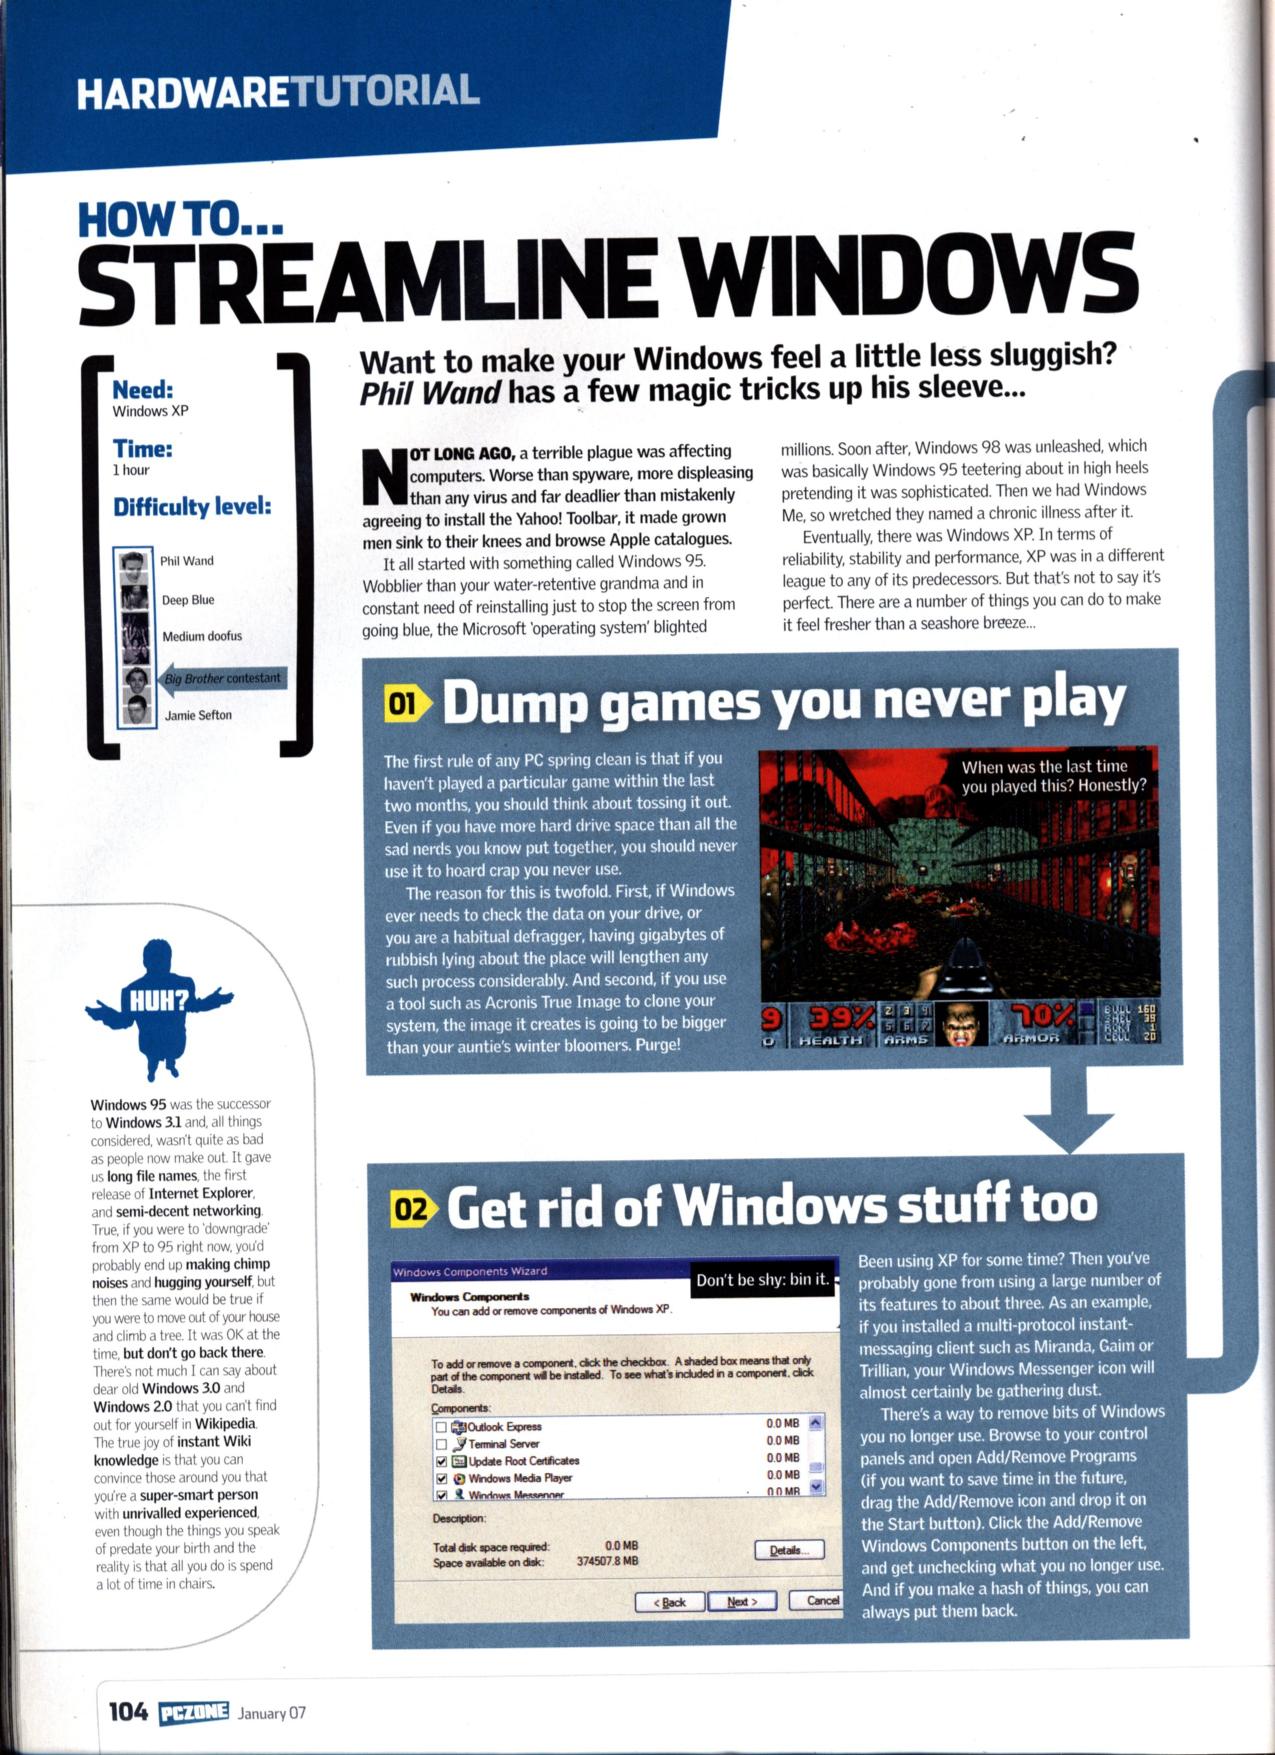 HARDWARETUTORIAL
HOW TO...
STREAMLINE WINDOWS
Need:
Windows XP
Time:
1 hour
Difficulty level:
Phil Wand
Deep Blue
Medium doofus
Big Brother contestant
Jamie Sefton
Want to make your Windows feel a little less sluggish?
Phil Wand has a few magic tricks up his sleeve...
NOT LONG AGO, a terrible plague was affecting
computers. Worse than spyware, more displeasing
than any virus and far deadlier than mistakenly
agreeing to install the Yahoo! Toolbar, it made grown
men sink to their knees and browse Apple catalogues.
It all started with something called Windows 95.
Wobblier than your water-retentive grandma and in
constant need of reinstalling just to stop the screen from
going blue, the Microsoft 'operating system' blighted
millions. Soon after, Windows 98 was unleashed, which
was basically Windows 95 teetering about in high heels
pretending it was sophisticated. Then we had Windows
Me, so wretched they named a chronic illness after it.
Eventually, there was Windows XP. In terms of
reliability, stability and performance, XP was in a different
league to any of its predecessors. But that's not to say it's
perfect. There are a number of things you can do to make
it feel fresher than a seashore breeze...
01 Dump games you never play
The first rule of any PC spring clean is that if you
haven't played a particular game within the last
two months, you should think about tossing it out.
Even if you have more hard drive space than all the
sad nerds you know put together, you should never
use it to hoard crap you never use.
The reason for this is twofold. First, if Windows
ever needs to check the data on your drive, or
you are a habitual defragger, having gigabytes of
rubbish lying about the place will lengthen any
such process considerably. And second, if you use
a tool such as Acronis True Image to clone your
system, the image it creates is going to be bigger
than your auntie's winter bloomers. Purge!
When was the last time
you played this? Honestly?
9 39% 2 3 4 70% BULL 160
5 6 7 SHEL 39
O HEALTH ARMS ARMOR RCKT 1
CELL 20
HUH?
Windows 95 was the successor
to Windows 3.1 and, all things
considered, wasn't quite as bad
as people now make out. It gave
us long file names, the first
release of Internet Explorer,
and semi-decent networking.
True, if you were to 'downgrade'
from XP to 95 right now, you'd
probably end up making chimp
noises and hugging yourself, but
then the same would be true if
you were to move out of your house
and climb a tree. It was OK at the
time, but don't go back there.
There's not much I can say about
dear old Windows 3.0 and
Windows 2.0 that you can't find
out for yourself in Wikipedia.
The true joy of instant Wiki
knowledge is that you can
convince those around you that
you're a super-smart person
with unrivalled experienced,
even though the things you speak
of predate your birth and the
reality is that all you do is spend
a lot of time in chairs.
02 Get rid of Windows stuff too
Windows Components Wizard
Don't be shy: bin it.
Windows Components
You can add or remove components of Windows XP.
To add or remove a component, click the checkbox. A shaded box means that only
part of the component will be installed. To see what's included in a component, click
Details.
Components:
Outlook Express 0.0 MB
Terminal Server 0.0 MB
Update Root Certificates 0.0 MB
Windows Media Player 0.0 MB
Windows Messenger 0.0 MB
Description:
Total disk space required: 0.0 MB
Space available on disk: 374507.8 MB
Details...
< Back Next > Cancel
Been using XP for some time? Then you've
probably gone from using a large number of
its features to about three. As an example,
if you installed a multi-protocol instant-
messaging client such as Miranda, Gaim or
Trillian, your Windows Messenger icon will
almost certainly be gathering dust.
There's a way to remove bits of Windows
you no longer use. Browse to your control
panels and open Add/Remove Programs
(if you want to save time in the future,
drag the Add/Remove icon and drop it on
the Start button). Click the Add/Remove
Windows Components button on the left,
and get unchecking what you no longer use.
And if you make a hash of things, you can
always put them back.
104 PCZONE January 07